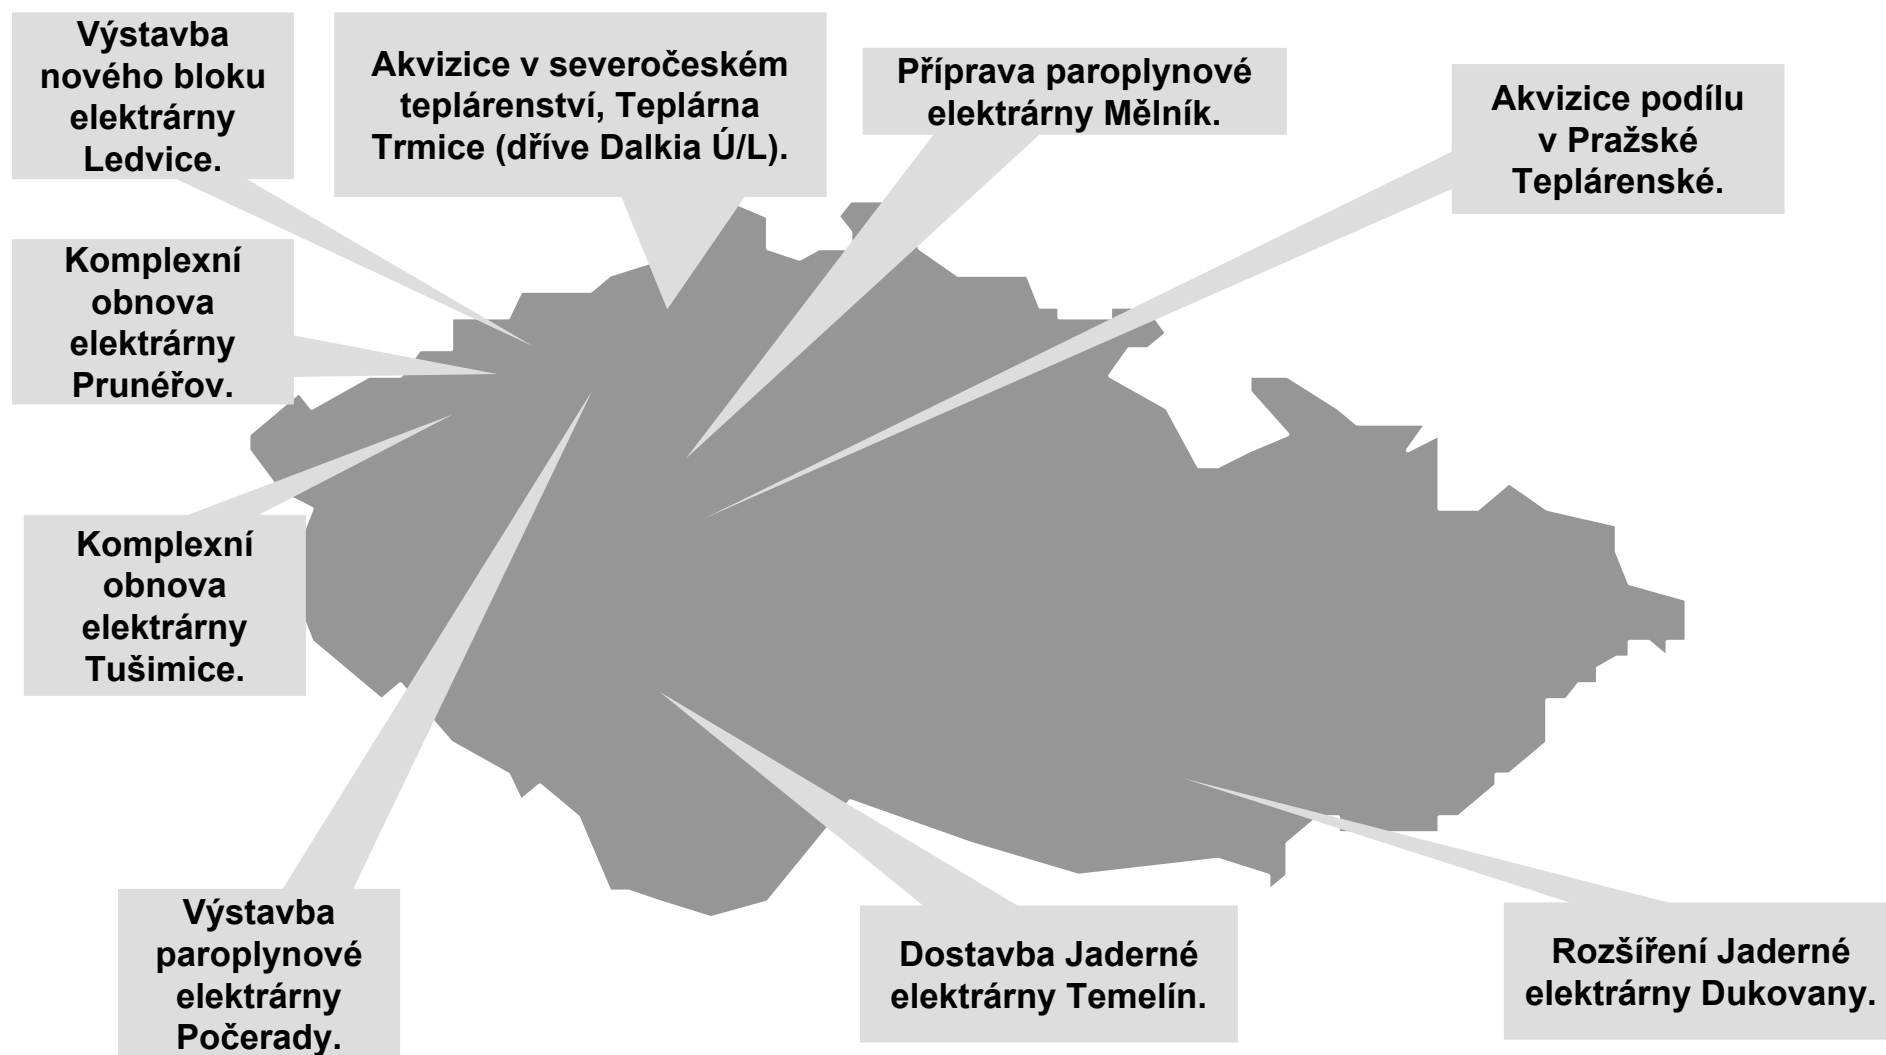 Výstavba
nového bloku
elektrárny
Ledvice.
Akvizice v severočeském
teplárenství, Teplárna
Trmice (dříve Dalkia Ú/L).
Příprava paroplynové
elektrárny Mělník.
Akvizice podílu
v Pražské
Teplárenské.
Komplexní
obnova
elektrárny
Prunéřov.
Komplexní
obnova
elektrárny
Tušimice.
Výstavba
paroplynové
elektrárny
Počerady.
Dostavba Jaderné
elektrárny Temelín.
Rozšíření Jaderné
elektrárny Dukovany.